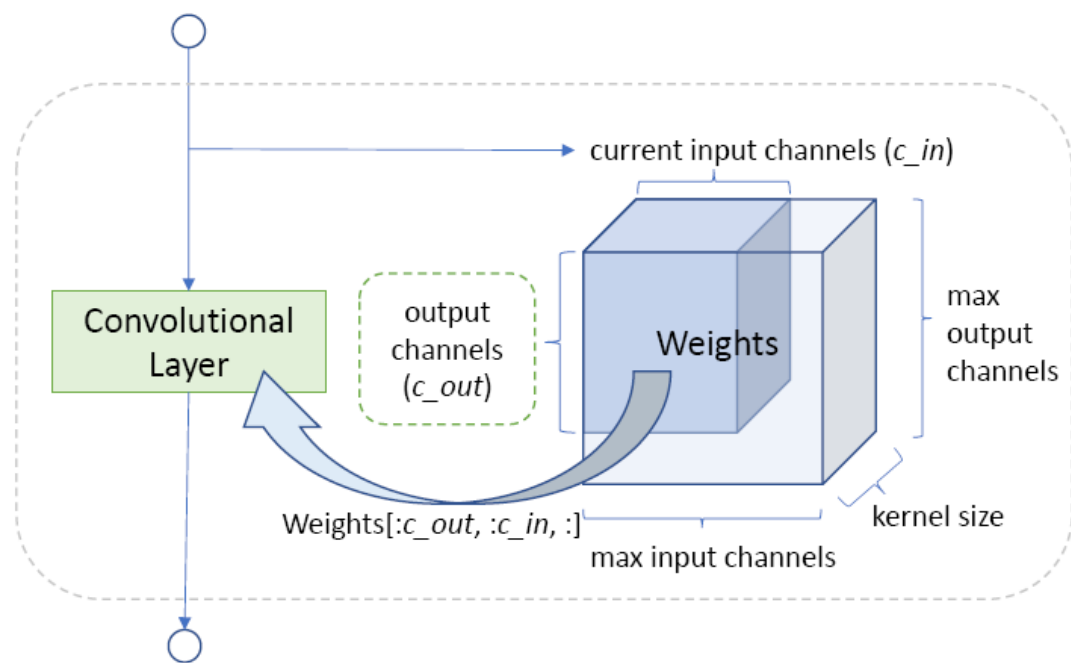 current input channels (c_in)
Convolutional
Layer
output
channels
(c_out)
Weights
max
output
channels
Weights[:c_out, :c_in, :]
kernel size
max input channels